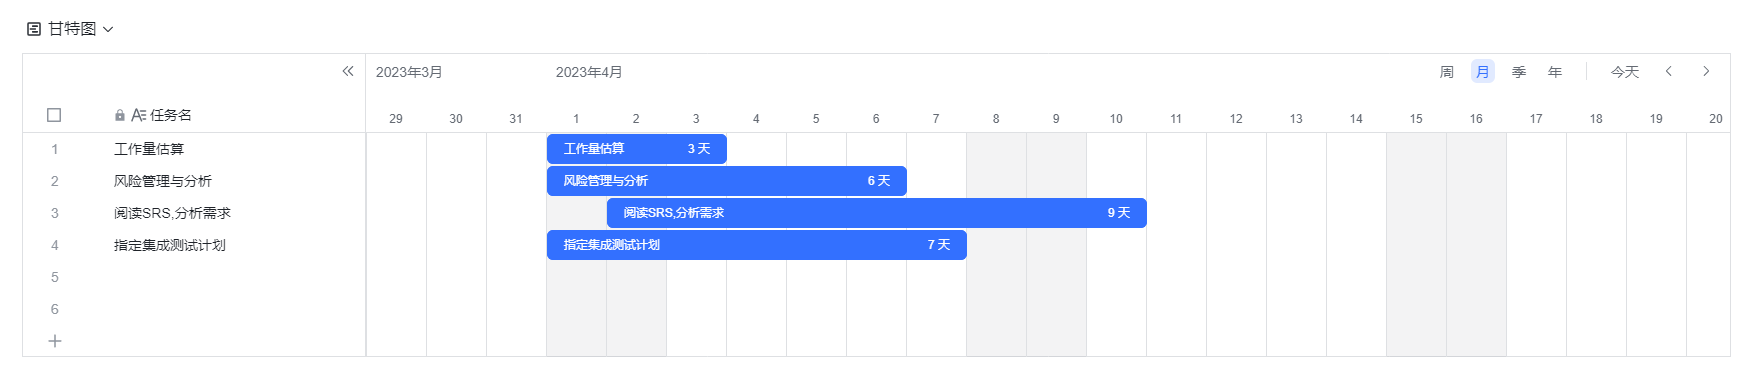 甘特图
2023年3月 2023年4月 周 月 季 年 今天
任务名 29 30 31 1 2 3 4 5 6 7 8 9 10 11 12 13 14 15 16 17 18 19 20
1 工作量估算 工作量估算 3 天
2 风险管理与分析 风险管理与分析 6 天
3 阅读SRS,分析需求 阅读SRS,分析需求 9 天
4 指定集成测试计划 指定集成测试计划 7 天
5
6